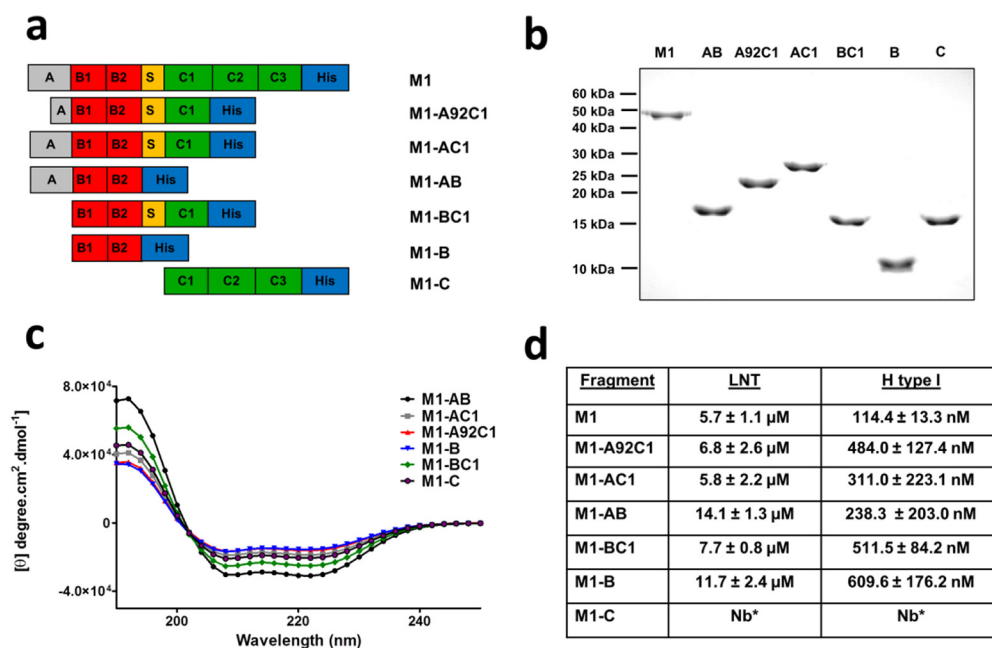 a
A B1 B2 S C1 C2 C3 His M1
A B1 B2 S C1 His M1-A92C1
A B1 B2 S C1 His M1-AC1
A B1 B2 His M1-AB
B1 B2 S C1 His M1-BC1
B1 B2 His M1-B
C1 C2 C3 His M1-C
b
M1 AB A92C1 AC1 BC1 B C
60 kDa
50 kDa
40 kDa
30 kDa
25 kDa
20 kDa
15 kDa
10 kDa
c
[θ] degree.cm².dmol⁻¹
8.0×10⁴
4.0×10⁴
0
-4.0×10⁴
200 220 240
Wavelength (nm)
M1-AB
M1-AC1
M1-A92C1
M1-B
M1-BC1
M1-C
d
Fragment LNT H type I
M1 5.7 ± 1.1 µM 114.4 ± 13.3 nM
M1-A92C1 6.8 ± 2.6 µM 484.0 ± 127.4 nM
M1-AC1 5.8 ± 2.2 µM 311.0 ± 223.1 nM
M1-AB 14.1 ± 1.3 µM 238.3 ± 203.0 nM
M1-BC1 7.7 ± 0.8 µM 511.5 ± 84.2 nM
M1-B 11.7 ± 2.4 µM 609.6 ± 176.2 nM
M1-C Nb* Nb*